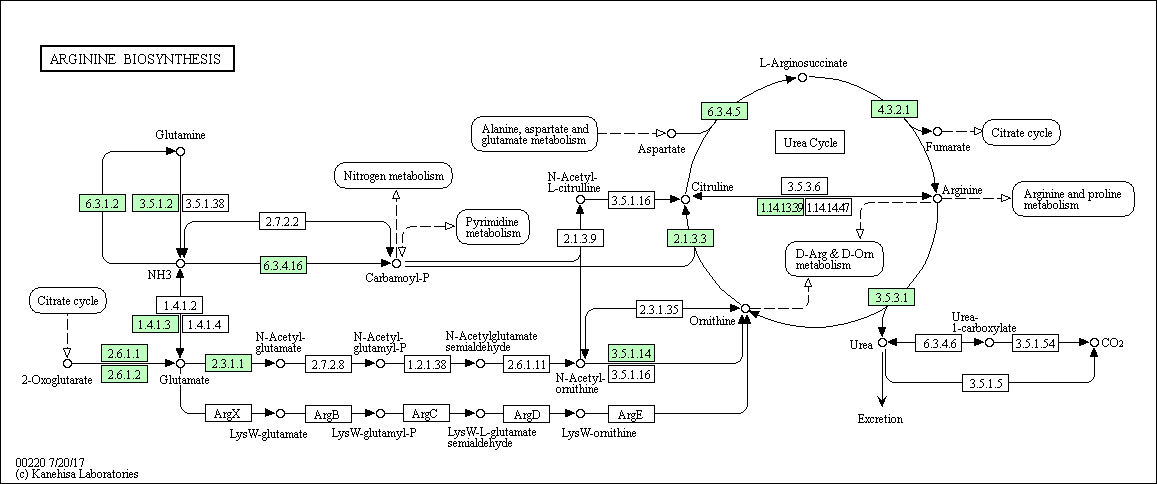 ARGININE BIOSYNTHESIS
L-Arginosuccinate
6.3.4.5
4.3.2.1
Alanine, aspartate and
glutamate metabolism
Aspartate
Urea Cycle
Fumarate
Citrate cycle
Glutamine
Nitrogen metabolism
N-Acetyl-
L-citrulline
Citruline
3.5.3.6
Arginine
Arginine and proline
metabolism
6.3.1.2
3.5.1.2
3.5.1.38
3.5.1.16
1.14.13.39
1.14.14.47
2.7.2.2
Pyrimidine
metabolism
2.1.3.9
2.1.3.3
D-Arg & D-Orn
metabolism
NH3
6.3.4.16
Carbamoyl-P
Citrate cycle
1.4.1.2
1.4.1.3
1.4.1.4
2.3.1.35
Ornithine
3.5.3.1
Urea-
1-carboxylate
N-Acetyl-
glutamate
N-Acetyl-
glutamyl-P
N-Acetylglutamate
semialdehyde
2.6.1.1
2.6.1.2
2.3.1.1
2.7.2.8
1.2.1.38
2.6.1.11
3.5.1.14
3.5.1.16
Urea
6.3.4.6
3.5.1.54
CO2
2-Oxoglutarate
Glutamate
N-Acetyl-
ornithine
3.5.1.5
ArgX
ArgB
ArgC
ArgD
ArgE
Excretion
LysW-glutamate
LysW-glutamyl-P
LysW-L-glutamate
semialdehyde
LysW-ornithine
00220 7/20/17
(c) Kanehisa Laboratories